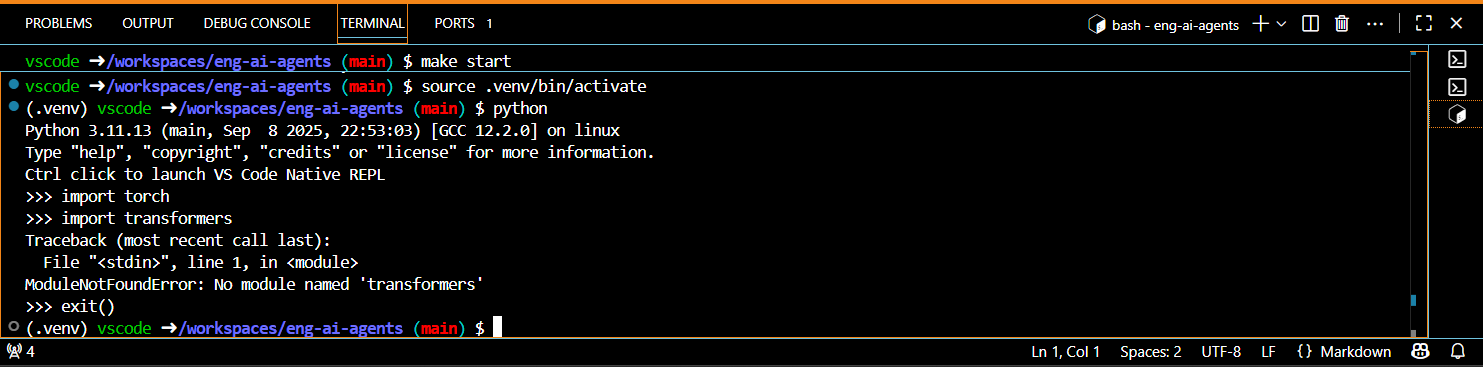 PROBLEMS OUTPUT DEBUG CONSOLE TERMINAL PORTS 1 bash - eng-ai-agents
vscode ➜/workspaces/eng-ai-agents (main) $ make start
vscode ➜/workspaces/eng-ai-agents (main) $ source .venv/bin/activate
(.venv) vscode ➜/workspaces/eng-ai-agents (main) $ python
Python 3.11.13 (main, Sep  8 2025, 22:53:03) [GCC 12.2.0] on linux
Type "help", "copyright", "credits" or "license" for more information.
Ctrl click to launch VS Code Native REPL
>>> import torch
>>> import transformers
Traceback (most recent call last):
  File "<stdin>", line 1, in <module>
ModuleNotFoundError: No module named 'transformers'
>>> exit()
(.venv) vscode ➜/workspaces/eng-ai-agents (main) $
4 Ln 1, Col 1 Spaces: 2 UTF-8 LF {} Markdown